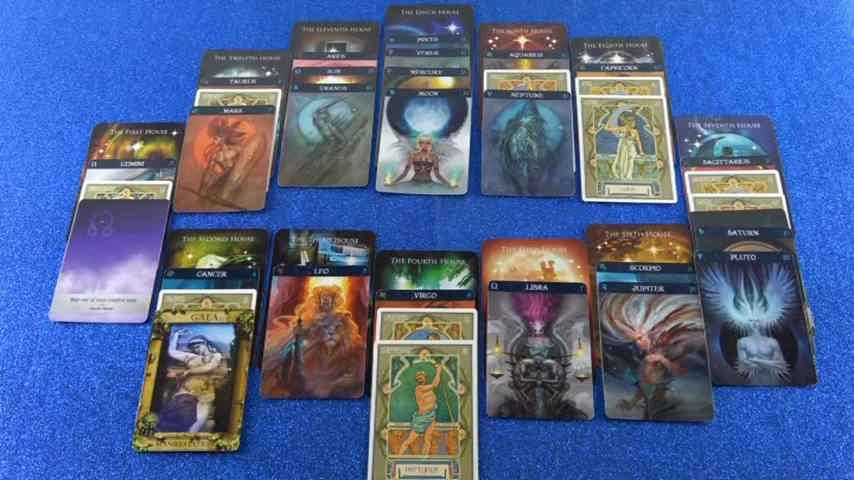 THE TENTH HOUSE
PISCES
VENUS
MERCURY
MOON
THE ELEVENTH HOUSE
ARIES
SUN
URANUS
THE NINTH HOUSE
AQUARIUS
NEPTUNE
THE EIGHTH HOUSE
CAPRICORN
THE TWELFTH HOUSE
TAURUS
MARS
THE FIRST HOUSE
GEMINI
Step out of your comfort zone
THE SEVENTH HOUSE
SAGITTARIUS
SATURN
PLUTO
THE SECOND HOUSE
CANCER
GAEA
MANIFESTATION
THE THIRD HOUSE
LEO
THE FOURTH HOUSE
VIRGO
THE FIFTH HOUSE
LIBRA
THE SIXTH HOUSE
SCORPIO
JUPITER